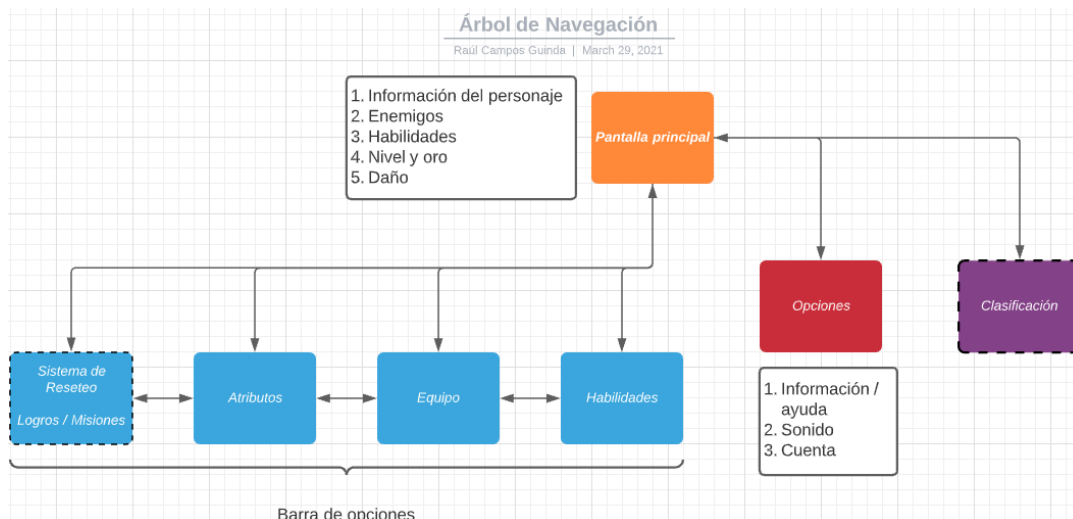 Árbol de Navegación
Raúl Campos Guinda | March 29, 2021
1. Información del personaje
2. Enemigos
3. Habilidades
4. Nivel y oro
5. Daño
Pantalla principal
Opciones
Clasificación
Sistema de
Reseteo
Logros / Misiones
Atributos
Equipo
Habilidades
1. Información /
ayuda
2. Sonido
3. Cuenta
Barra de opciones